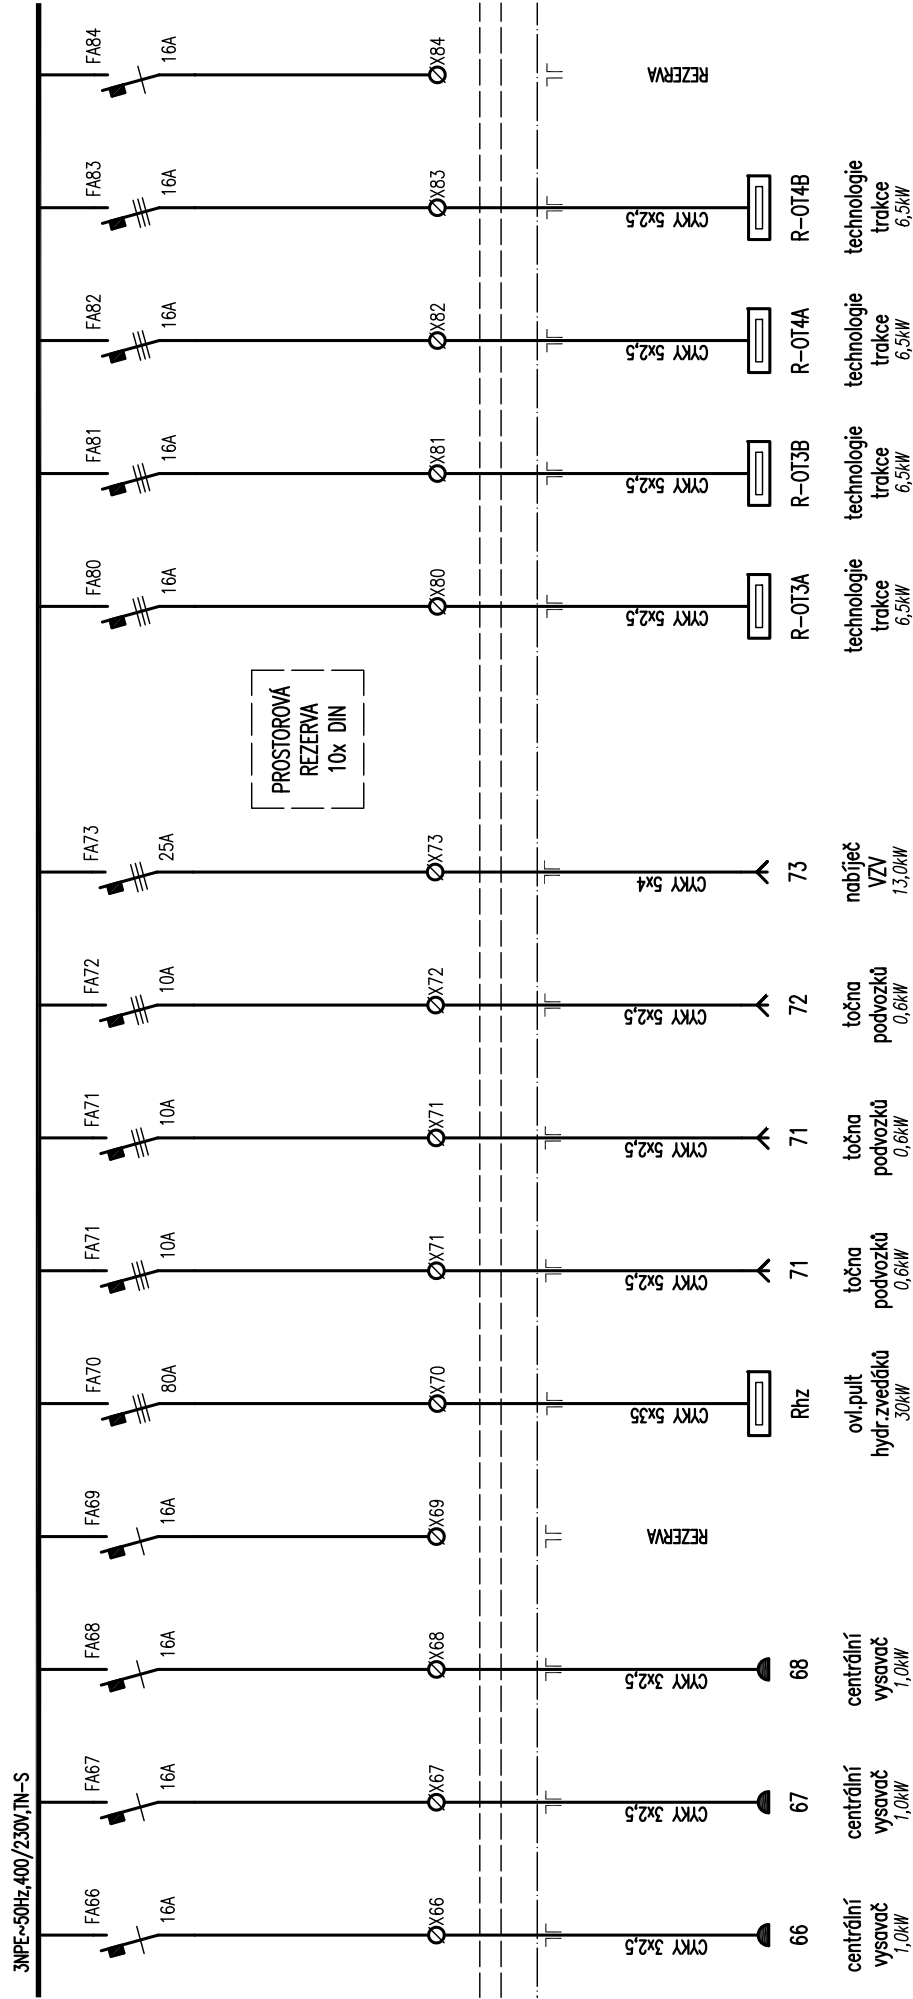 3NPE~50Hz,400/230V,TN-S
FA66
16A
X66
CYKY 3x2,5
66
centrální
vysavač
1,0kW
FA67
16A
X67
CYKY 3x2,5
67
centrální
vysavač
1,0kW
FA68
16A
X68
CYKY 3x2,5
68
centrální
vysavač
1,0kW
FA69
16A
X69
REZERVA
FA70
80A
X70
CYKY 5x35
Rhz
ovl.pult
hydr.zvedáků
30kW
FA71
10A
X71
CYKY 5x2,5
71
točna
podvozků
0,6kW
FA71
10A
X71
CYKY 5x2,5
71
točna
podvozků
0,6kW
FA72
10A
X72
CYKY 5x2,5
72
točna
podvozků
0,6kW
FA73
25A
X73
CYKY 5x4
73
nabíječ
VZV
13,0kW
PROSTOROVÁ
REZERVA
10x DIN
FA80
16A
X80
CYKY 5x2,5
R-OT3A
technologie
trakce
6,5kW
FA81
16A
X81
CYKY 5x2,5
R-OT3B
technologie
trakce
6,5kW
FA82
16A
X82
CYKY 5x2,5
R-OT4A
technologie
trakce
6,5kW
FA83
16A
X83
CYKY 5x2,5
R-OT4B
technologie
trakce
6,5kW
FA84
16A
X84
REZERVA